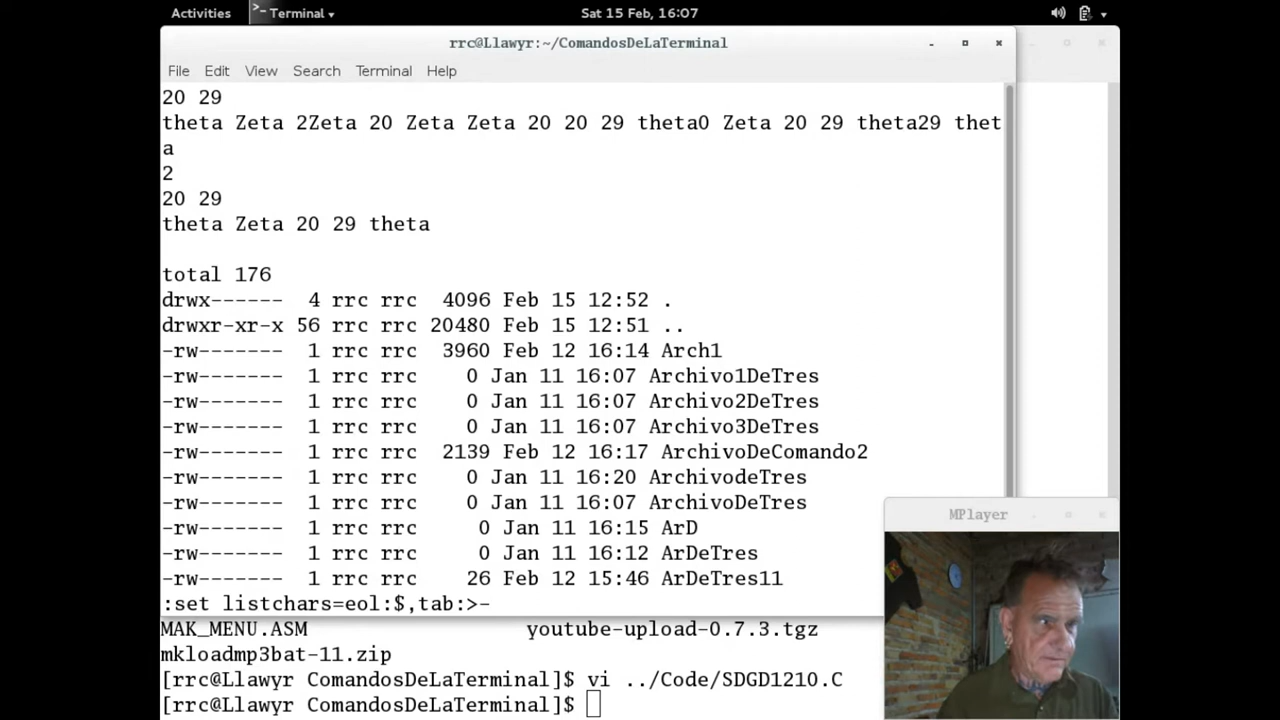 Activities Terminal Sat 15 Feb, 16:07
rrc@Llawyr:~/ComandosDeLaTerminal
File Edit View Search Terminal Help
20 29
theta Zeta 2Zeta 20 Zeta Zeta 20 20 29 theta0 Zeta 20 29 theta29 thet
a
2
20 29
theta Zeta 20 29 theta
total 176
drwx------ 4 rrc rrc 4096 Feb 15 12:52 .
drwxr-xr-x 56 rrc rrc 20480 Feb 15 12:51 ..
-rw------- 1 rrc rrc 3960 Feb 12 16:14 Arch1
-rw------- 1 rrc rrc 0 Jan 11 16:07 Archivo1DeTres
-rw------- 1 rrc rrc 0 Jan 11 16:07 Archivo2DeTres
-rw------- 1 rrc rrc 0 Jan 11 16:07 Archivo3DeTres
-rw------- 1 rrc rrc 2139 Feb 12 16:17 ArchivoDeComando2
-rw------- 1 rrc rrc 0 Jan 11 16:20 ArchivodeTres
-rw------- 1 rrc rrc 0 Jan 11 16:07 ArchivoDeTres
-rw------- 1 rrc rrc 0 Jan 11 16:15 ArD
-rw------- 1 rrc rrc 0 Jan 11 16:12 ArDeTres
-rw------- 1 rrc rrc 26 Feb 12 15:46 ArDeTres11
:set listchars=eol:$,tab:>-
MPlayer
MAK_MENU.ASM youtube-upload-0.7.3.tgz
mkloadmp3bat-11.zip
[rrc@Llawyr ComandosDeLaTerminal]$ vi ../Code/SDGD1210.C
[rrc@Llawyr ComandosDeLaTerminal]$